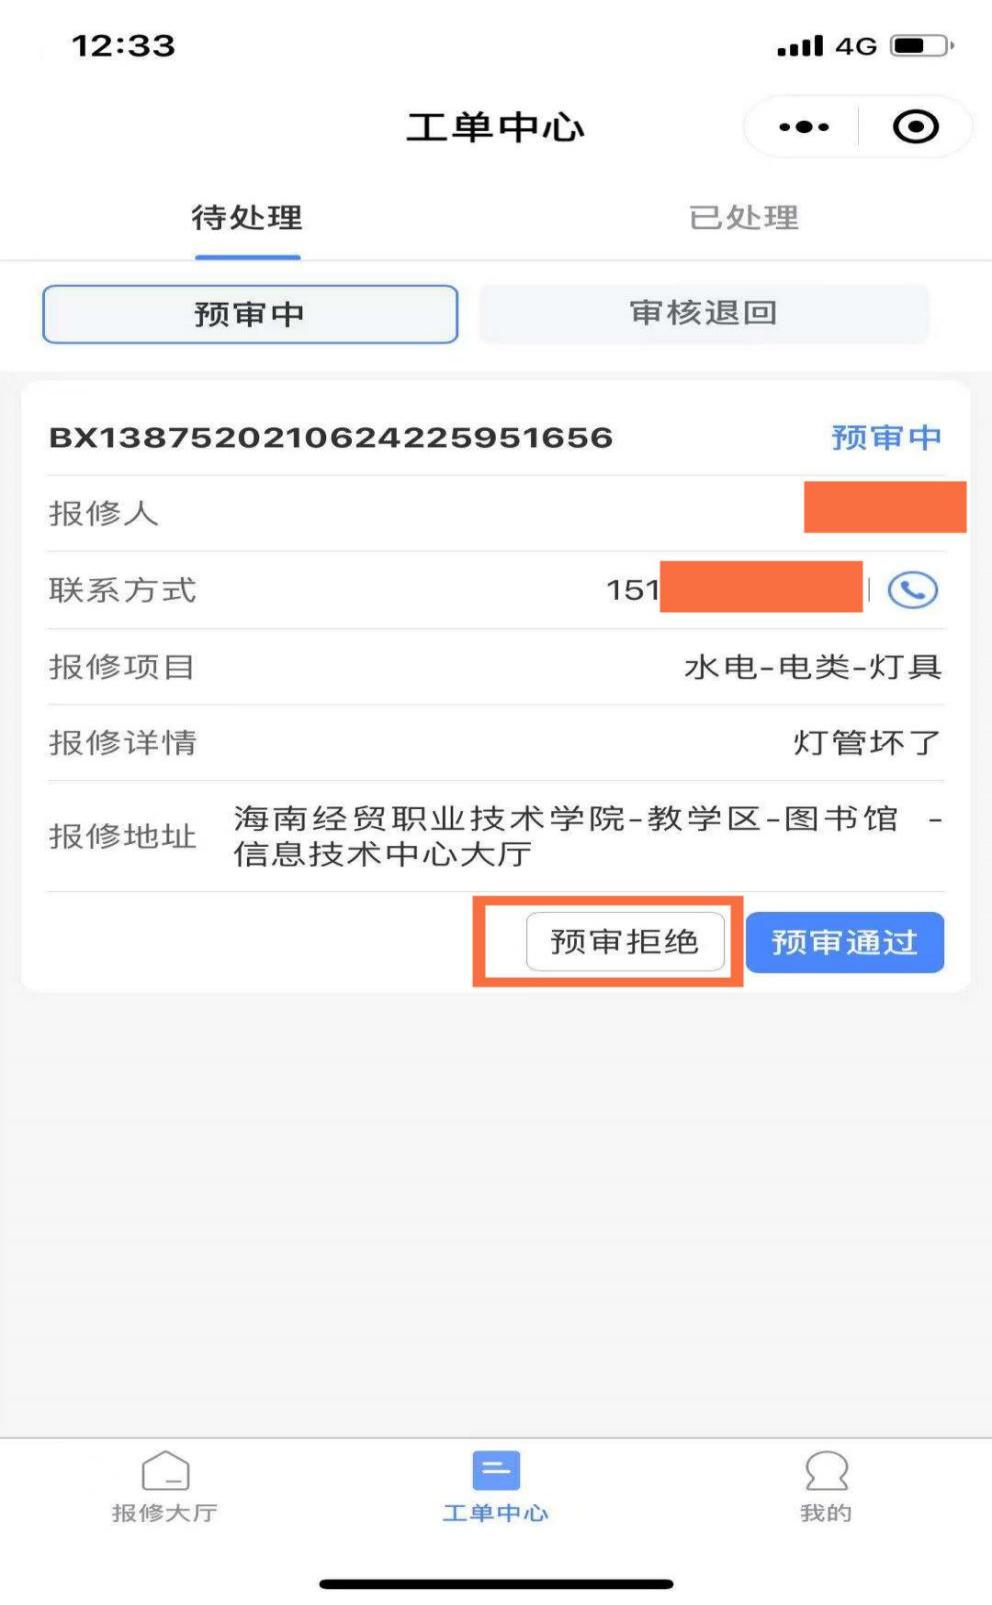 12:33 4G
工单中心
待处理 已处理
预审中 审核退回
BX13875202106242259​51656 预审中
报修人
联系方式 151
报修项目 水电-电类-灯具
报修详情 灯管坏了
报修地址 海南经贸职业技术学院-教学区-图书馆 -
信息技术中心大厅
预审拒绝 预审通过
报修大厅 工单中心 我的